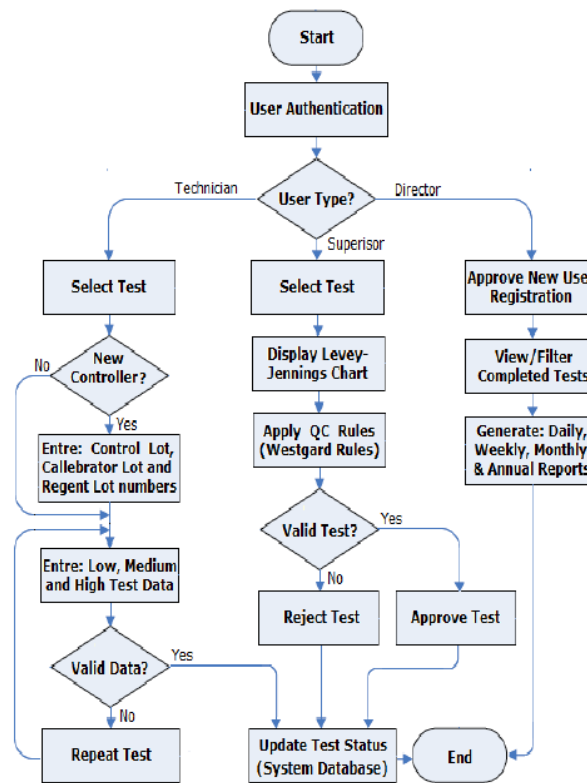 Start
User Authentication
User Type?
Technician
Director
Superisor
Select Test
New
Controller?
No
Yes
Entre: Control Lot,
Callebrator Lot and
Regent Lot numbers
Entre: Low, Medium
and High Test Data
Valid Data?
Yes
No
Repeat Test
Select Test
Display Levey-
Jennings Chart
Apply QC Rules
(Westgard Rules)
Valid Test?
Yes
No
Reject Test
Approve Test
Update Test Status
(System Database)
Approve New Use
Registration
View/Filter
Completed Tests
Generate: Daily,
Weekly, Monthly
& Annual Reports
End